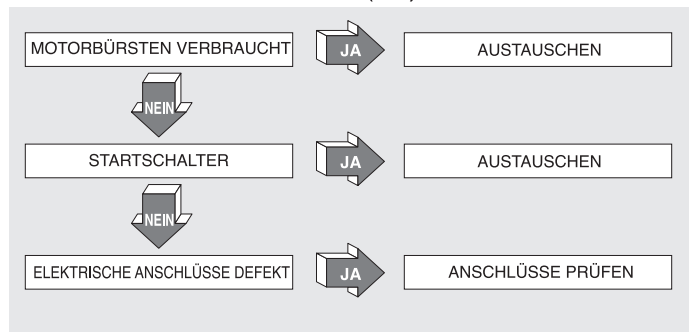 MOTORBÜRSTEN VERBRAUCHT JA AUSTAUSCHEN
NEIN
STARTSCHALTER JA AUSTAUSCHEN
NEIN
ELEKTRISCHE ANSCHLÜSSE DEFEKT JA ANSCHLÜSSE PRÜFEN